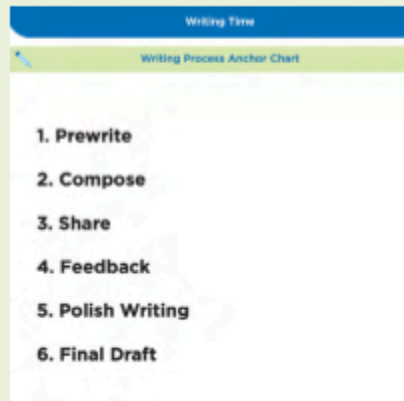 Writing Time
Writing Process Anchor Chart
1. Prewrite
2. Compose
3. Share
4. Feedback
5. Polish Writing
6. Final Draft